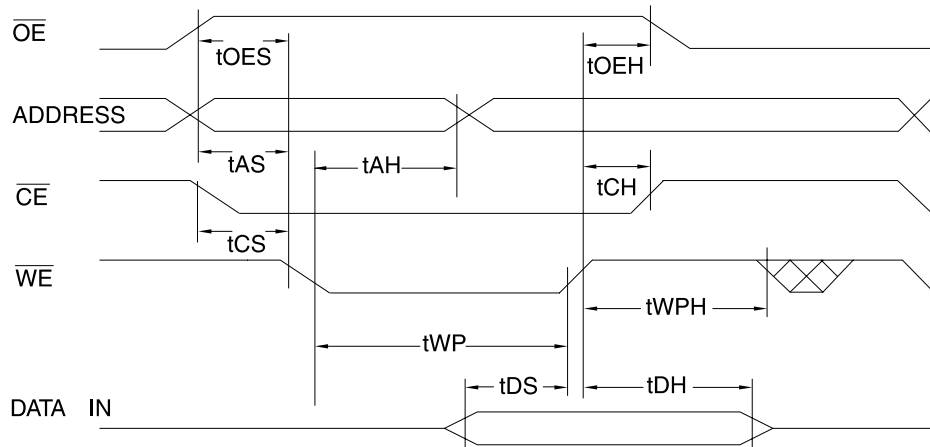 OE
tOES
tOEH
ADDRESS
tAS
tAH
tCH
CE
tCS
WE
tWPH
tWP
tDS
tDH
DATA IN